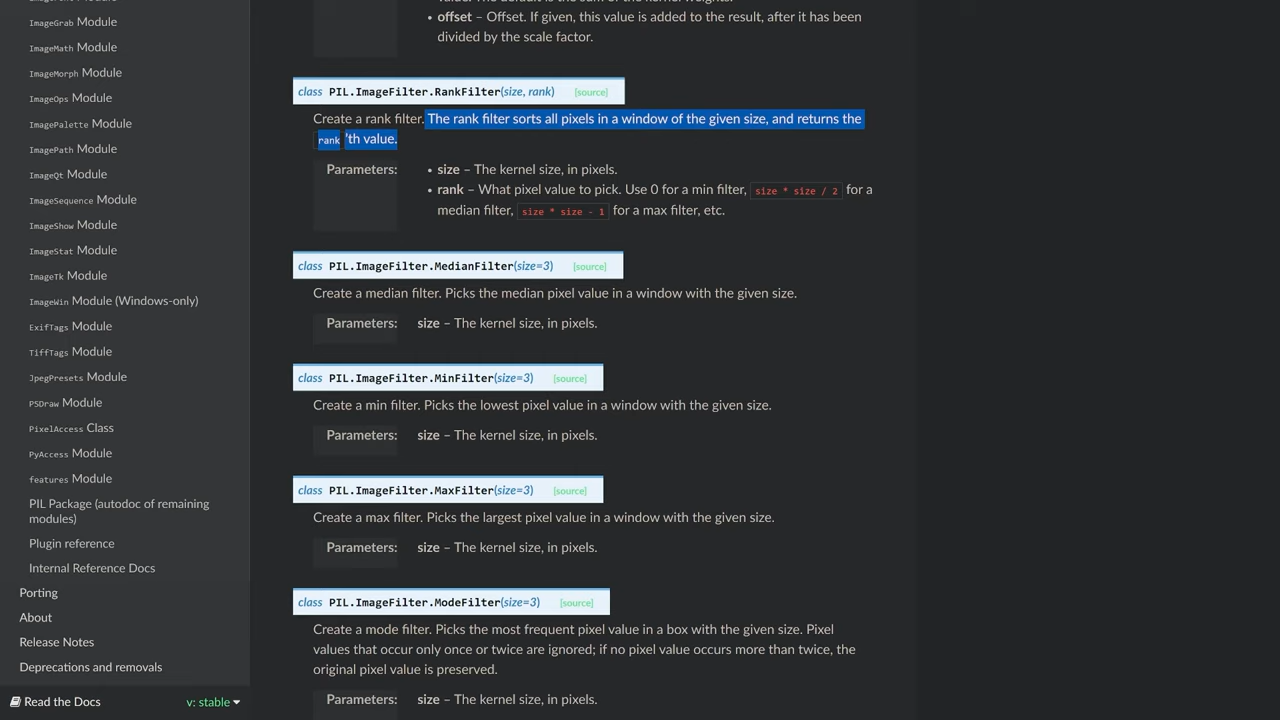 ImageGrab Module
ImageMath Module
ImageMorph Module
ImageOps Module
ImagePalette Module
ImagePath Module
ImageQt Module
ImageSequence Module
ImageShow Module
ImageStat Module
ImageTk Module
ImageWin Module (Windows-only)
ExifTags Module
TiffTags Module
JpegPresets Module
PSDraw Module
PixelAccess Class
PyAccess Module
features Module
PIL Package (autodoc of remaining
modules)
Plugin reference
Internal Reference Docs
Porting
About
Release Notes
Deprecations and removals
Read the Docs v: stable
• offset – Offset. If given, this value is added to the result, after it has been
divided by the scale factor.
class PIL.ImageFilter.RankFilter(size, rank) [source]
Create a rank filter. The rank filter sorts all pixels in a window of the given size, and returns the
rank 'th value.
Parameters: • size – The kernel size, in pixels.
• rank – What pixel value to pick. Use 0 for a min filter, size * size / 2 for a
median filter, size * size - 1 for a max filter, etc.
class PIL.ImageFilter.MedianFilter(size=3) [source]
Create a median filter. Picks the median pixel value in a window with the given size.
Parameters: size – The kernel size, in pixels.
class PIL.ImageFilter.MinFilter(size=3) [source]
Create a min filter. Picks the lowest pixel value in a window with the given size.
Parameters: size – The kernel size, in pixels.
class PIL.ImageFilter.MaxFilter(size=3) [source]
Create a max filter. Picks the largest pixel value in a window with the given size.
Parameters: size – The kernel size, in pixels.
class PIL.ImageFilter.ModeFilter(size=3) [source]
Create a mode filter. Picks the most frequent pixel value in a box with the given size. Pixel
values that occur only once or twice are ignored; if no pixel value occurs more than twice, the
original pixel value is preserved.
Parameters: size – The kernel size, in pixels.